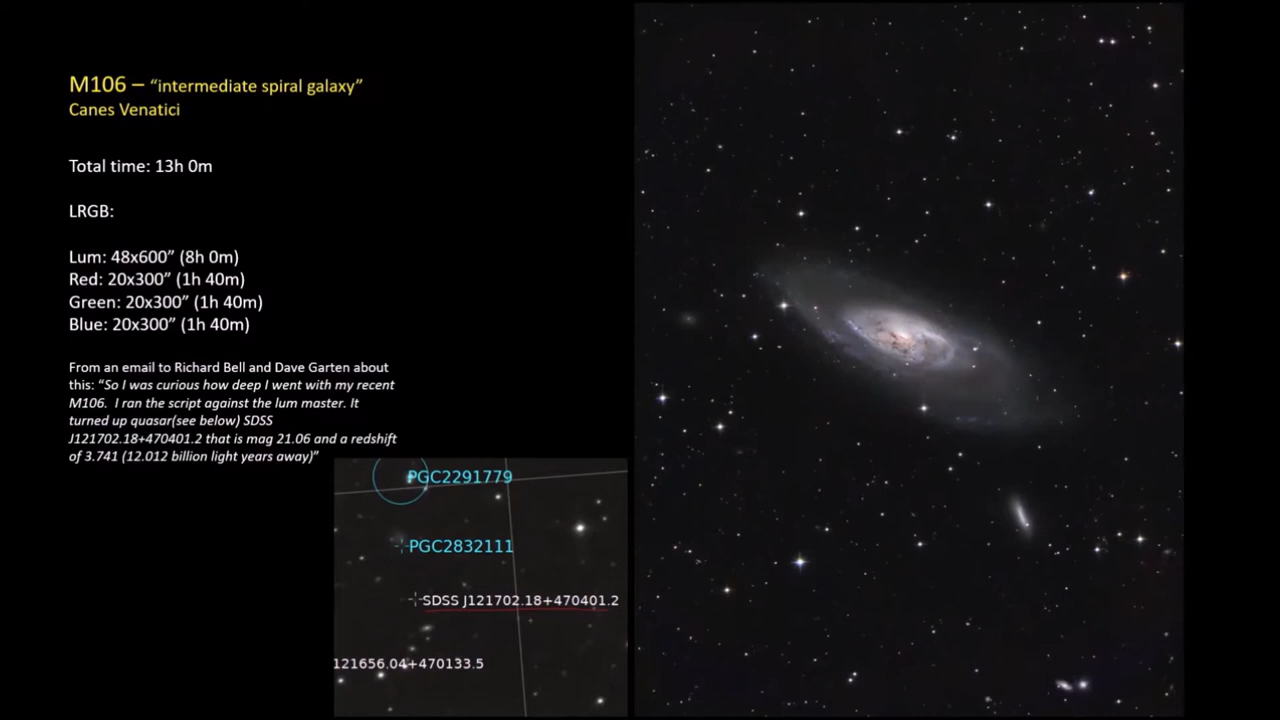 M106 – “intermediate spiral galaxy”
Canes Venatici
Total time: 13h 0m
LRGB:
Lum: 48x600” (8h 0m)
Red: 20x300” (1h 40m)
Green: 20x300” (1h 40m)
Blue: 20x300” (1h 40m)
From an email to Richard Bell and Dave Garten about
this: “So I was curious how deep I went with my recent
M106.  I ran the script against the lum master. It
turned up quasar(see below) SDSS
J121702.18+470401.2 that is mag 21.06 and a redshift
of 3.741 (12.012 billion light years away)”
PGC2291779
PGC2832111
SDSS J121702.18+470401.2
121656.04+470133.5